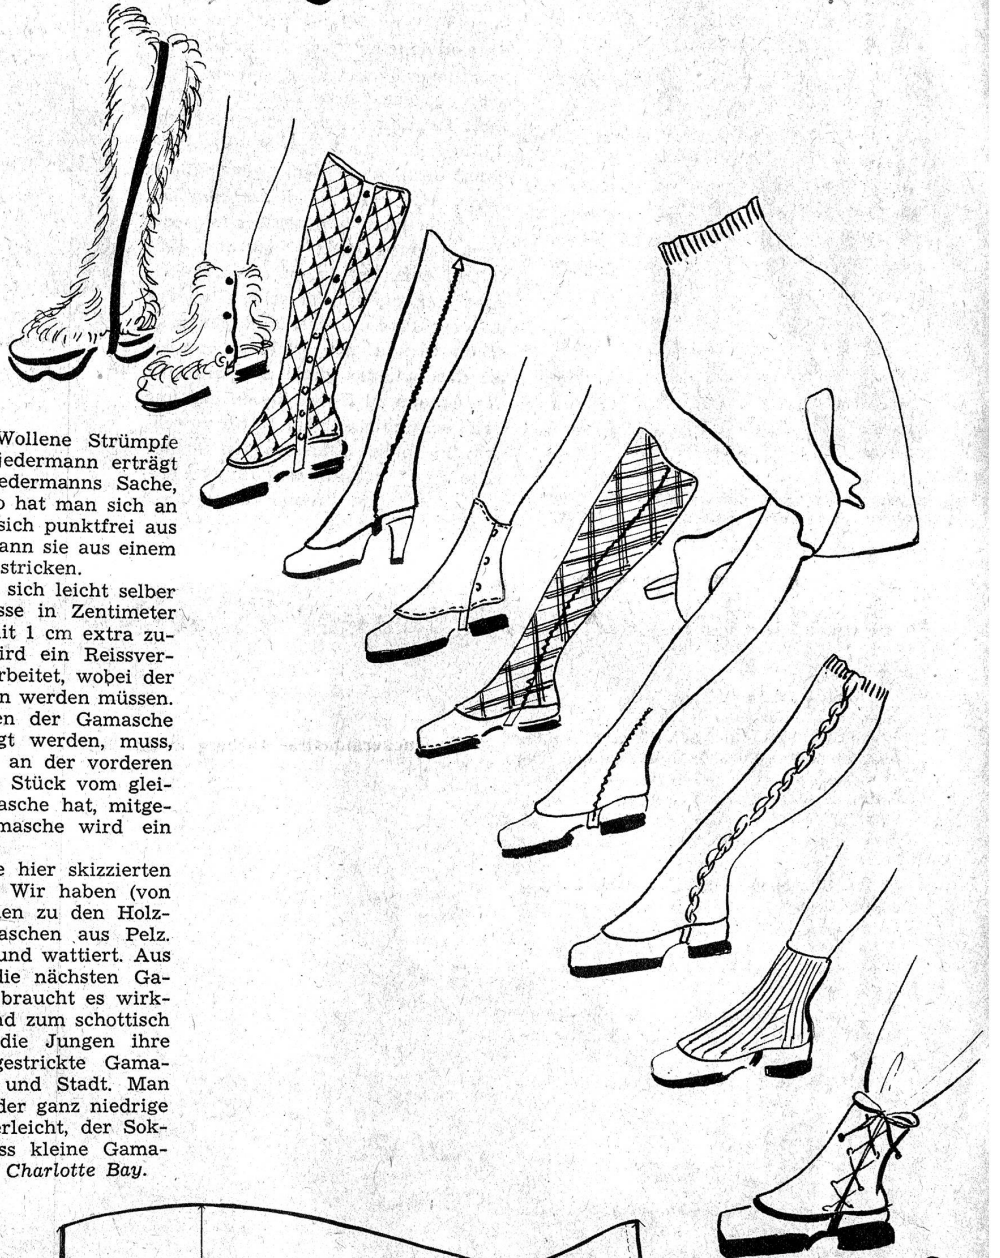 Wollene Strümpfe
jedermann erträgt
edermanns Sache,
o hat man sich an
sich punktfrei aus
ann sie aus einem
stricken.
sich leicht selber
sse in Zentimeter
it 1 cm extra zu-
ird ein Reissver-
rbeitet, wobei der
n werden müssen.
en der Gamasche
gt werden, muss,
an der vorderen
Stück vom glei-
asche hat, mitge-
masche wird ein
e hier skizzierten
Wir haben (von
len zu den Holz-
aschen aus Pelz.
und wattiert. Aus
die nächsten Ga-
braucht es wirk-
nd zum schottisch
die Jungen ihre
gestrickte Gama-
und Stadt. Man
der ganz niedrige
erleicht, der Sok-
ss kleine Gama-
Charlotte Bay.